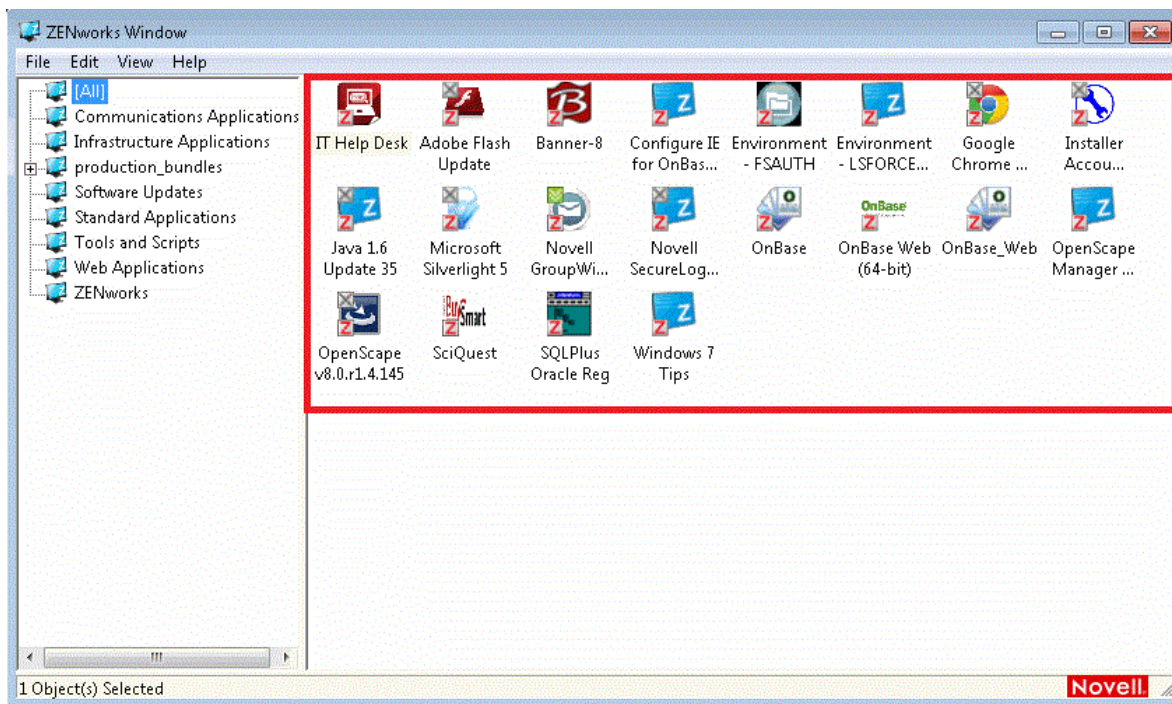 ZENworks Window
File Edit View Help
[All]
Communications Applications
Infrastructure Applications
production_bundles
Software Updates
Standard Applications
Tools and Scripts
Web Applications
ZENworks
IT Help Desk
Adobe Flash
Update
Banner-8
Configure IE
for OnBas...
Environment
- FSAUTH
Environment
- LSFORCE...
Google
Chrome ...
Installer
Accou...
Java 1.6
Update 35
Microsoft
Silverlight 5
Novell
GroupWi...
Novell
SecureLog...
OnBase
OnBase
OnBase Web
(64-bit)
OnBase_Web
OpenScape
Manager ...
OpenScape
v8.0.r1.4.145
SciQuest
SQLPlus
Oracle Reg
Windows 7
Tips
1 Object(s) Selected
Novell.